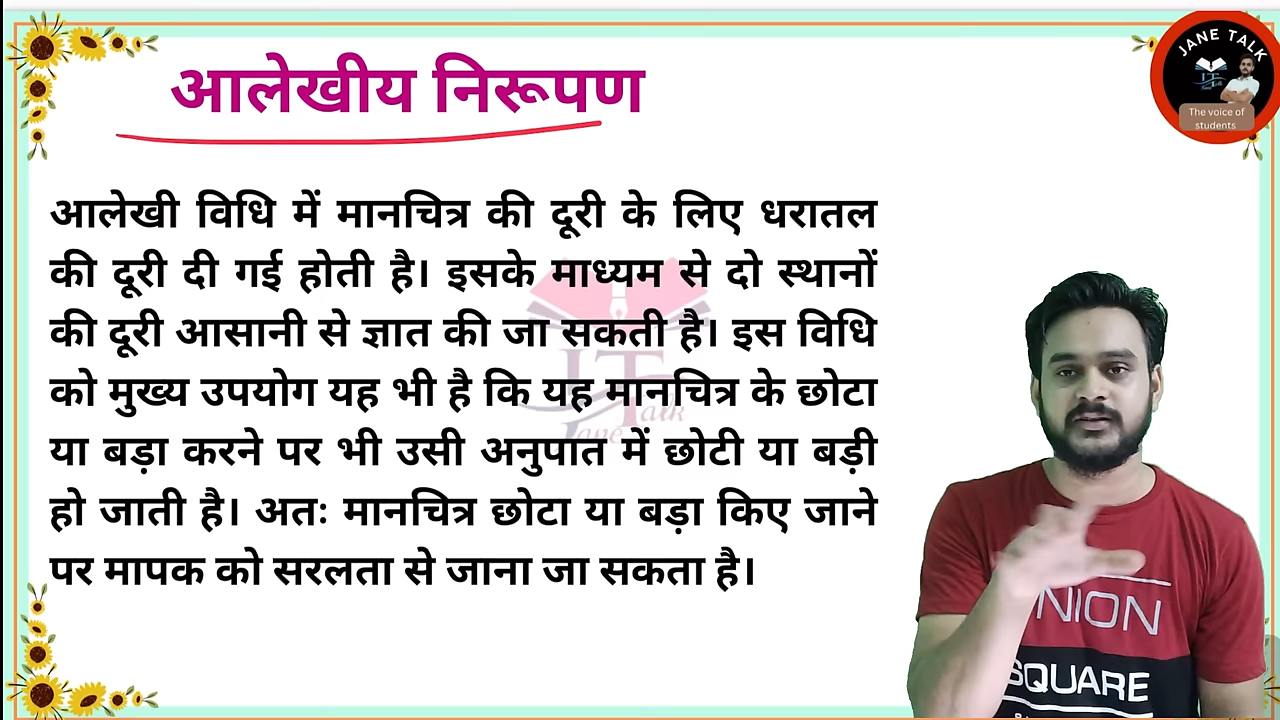 आलेखीय निरूपण
JANE TALK
The voice of
students
आलेखी विधि में मानचित्र की दूरी के लिए धरातल
की दूरी दी गई होती है। इसके माध्यम से दो स्थानों
की दूरी आसानी से ज्ञात की जा सकती है। इस विधि
को मुख्य उपयोग यह भी है कि यह मानचित्र के छोटा
या बड़ा करने पर भी उसी अनुपात में छोटी या बड़ी
हो जाती है। अतः मानचित्र छोटा या बड़ा किए जाने
पर मापक को सरलता से जाना जा सकता है।
NION
SQUARE